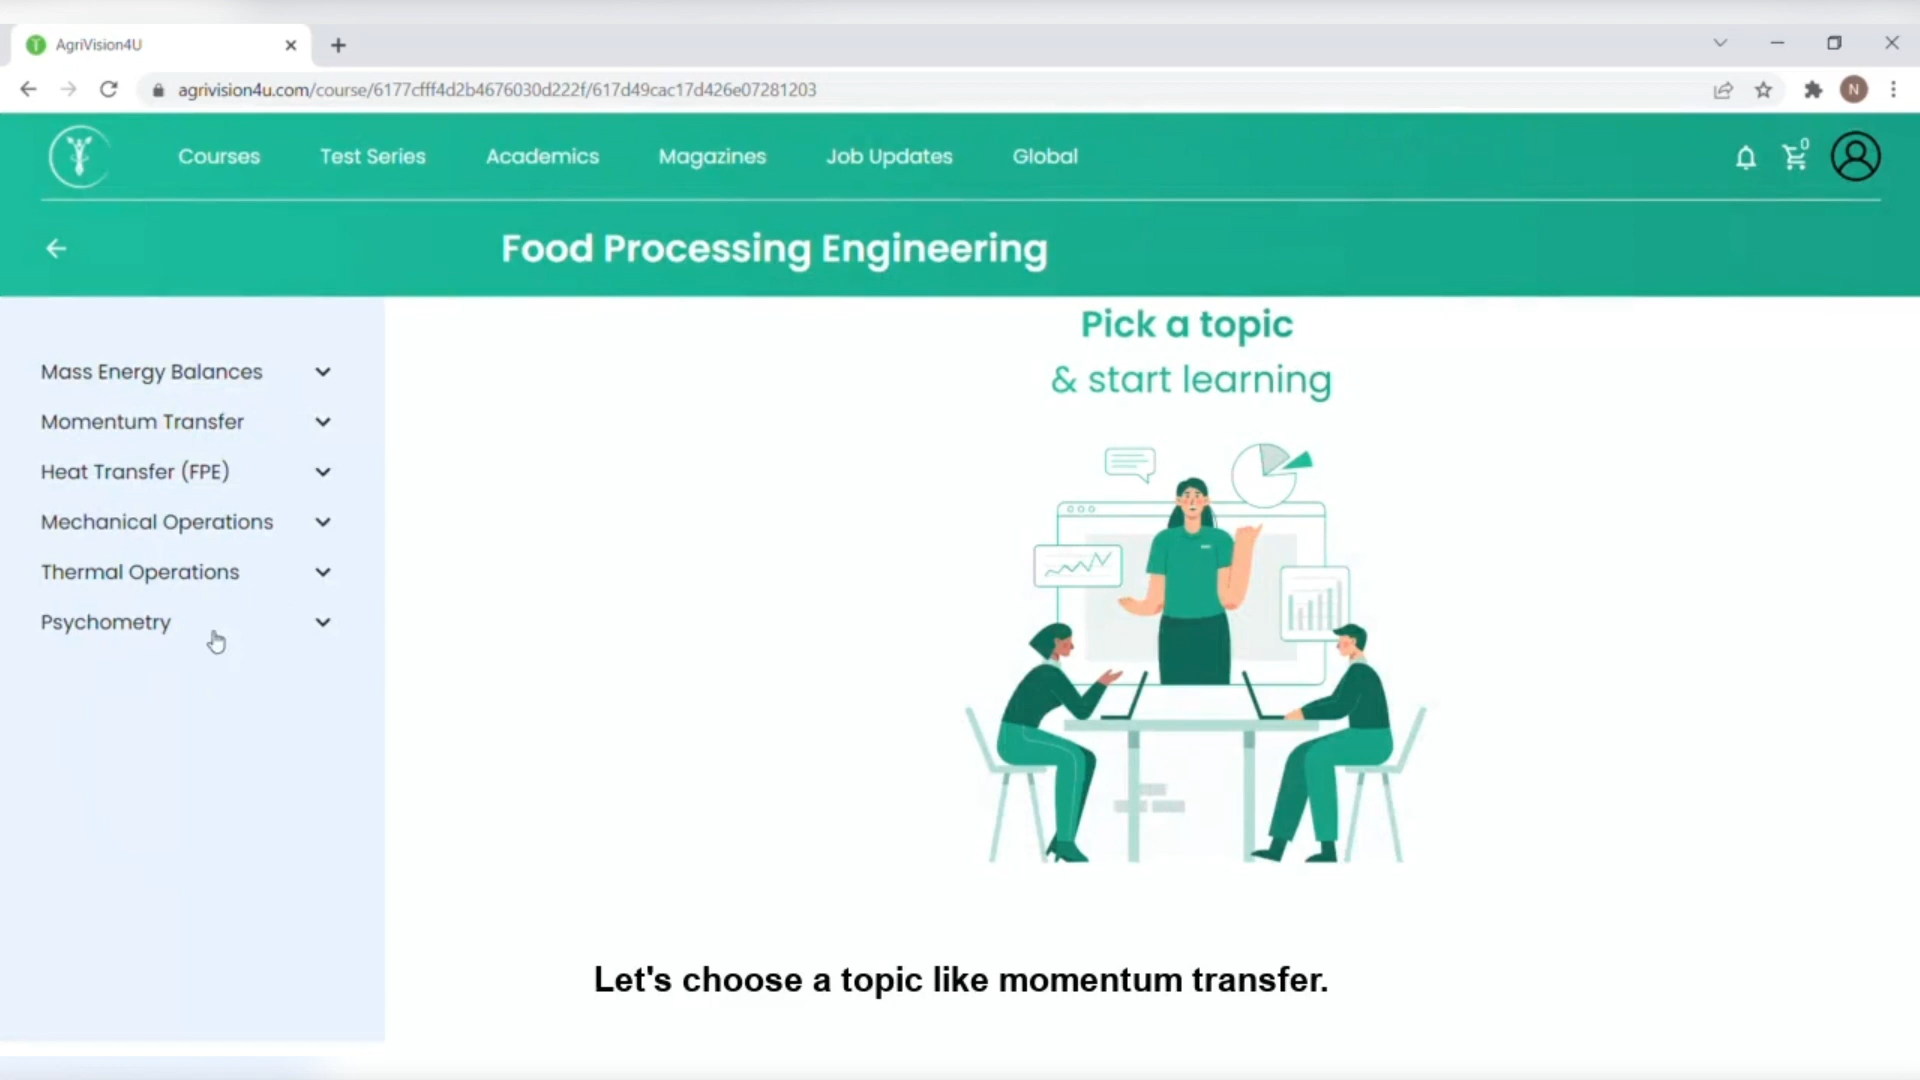 AgriVision4U
agrivision4u.com/course/6177cfff4d2b4676030d222f/617d49cac17d426e07281203
N
Courses
Test Series
Academics
Magazines
Job Updates
Global
0
Food Processing Engineering
Pick a topic
& start learning
Mass Energy Balances
Momentum Transfer
Heat Transfer (FPE)
Mechanical Operations
Thermal Operations
Psychometry
Let's choose a topic like momentum transfer.